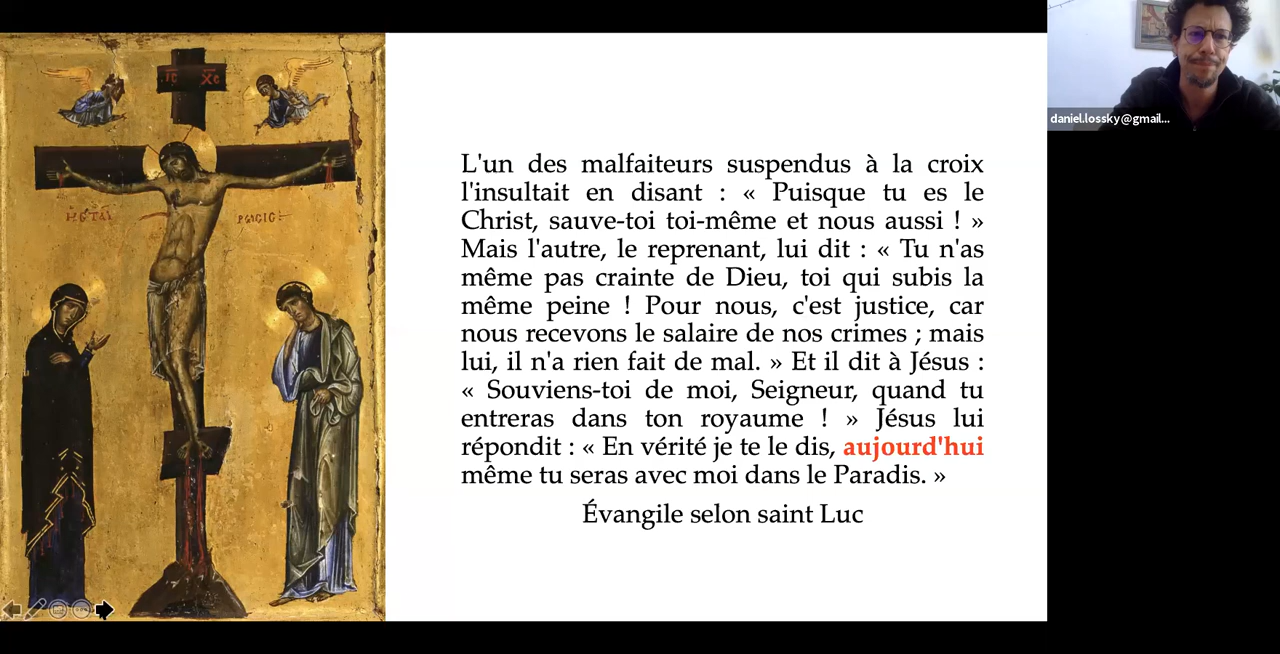 IC XC
L'un des malfaiteurs suspendus à la croix
l'insultait en disant : « Puisque tu es le
Christ, sauve-toi toi-même et nous aussi ! »
Mais l'autre, le reprenant, lui dit : « Tu n'as
même pas crainte de Dieu, toi qui subis la
même peine ! Pour nous, c'est justice, car
nous recevons le salaire de nos crimes ; mais
lui, il n'a rien fait de mal. » Et il dit à Jésus :
« Souviens-toi de moi, Seigneur, quand tu
entreras dans ton royaume ! » Jésus lui
répondit : « En vérité je te le dis, aujourd'hui
même tu seras avec moi dans le Paradis. »
Évangile selon saint Luc
daniel.lossky@gmail...